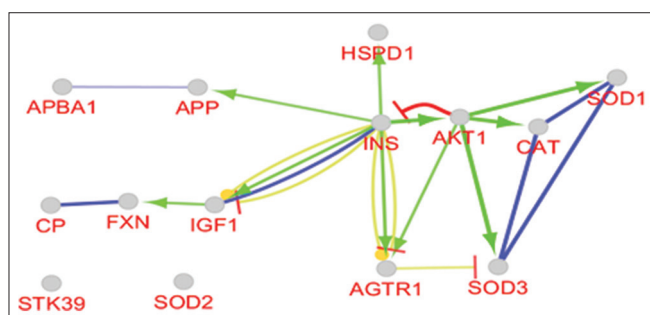 HSPD1
APBA1
APP
SOD1
INS
AKT1
CAT
CP
FXN
IGF1
AGTR1
SOD3
STK39
SOD2